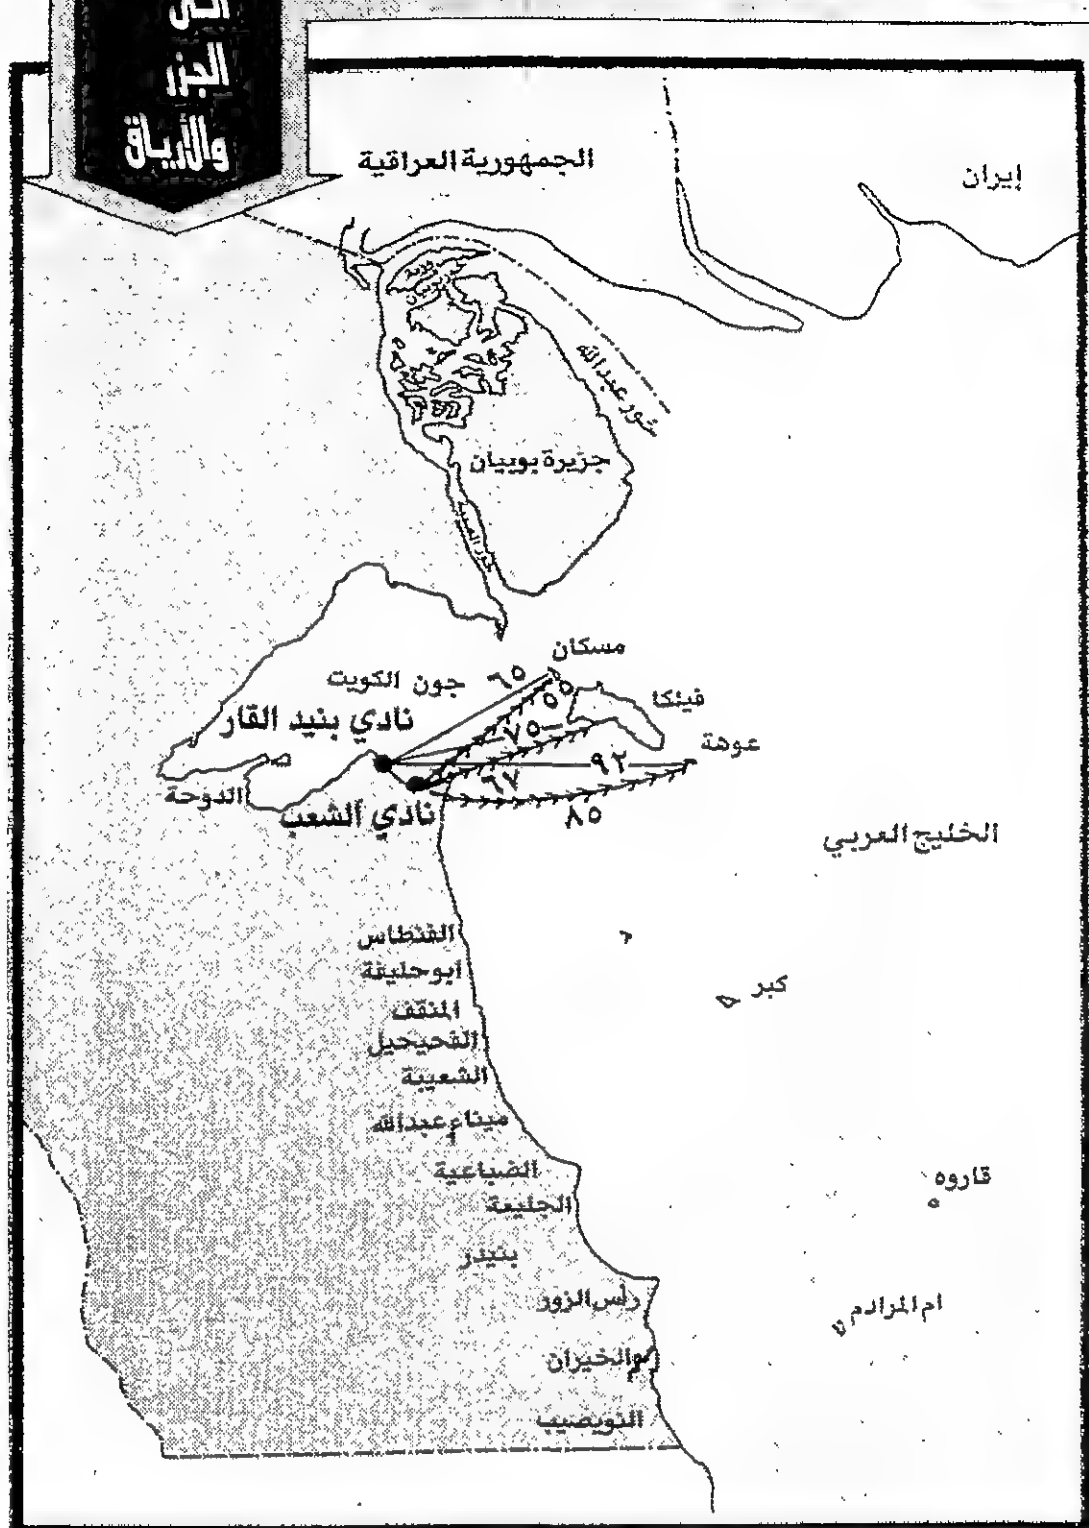 الى
الجزر
والأرياق
الجمهورية العراقية
إيران
خور عبدالله
جزيرة بوبيان
مسكان
جون الكويت
٦٥
٥٥
فيلكا
نادي بنيد القار
٧٥
عوهة
٩٢
٦٧
الدوحة
نادي الشعب
٨٥
الخليج العربي
الفنطاس
ابوحليفة
كبر
المنقف
الفحيحيل
الشعيبة
ميناء عبدالله
الضباعية
قاروه
الجليعة
بنيدر
رأس الزور
ام المرادم
الخيران
النويصيب